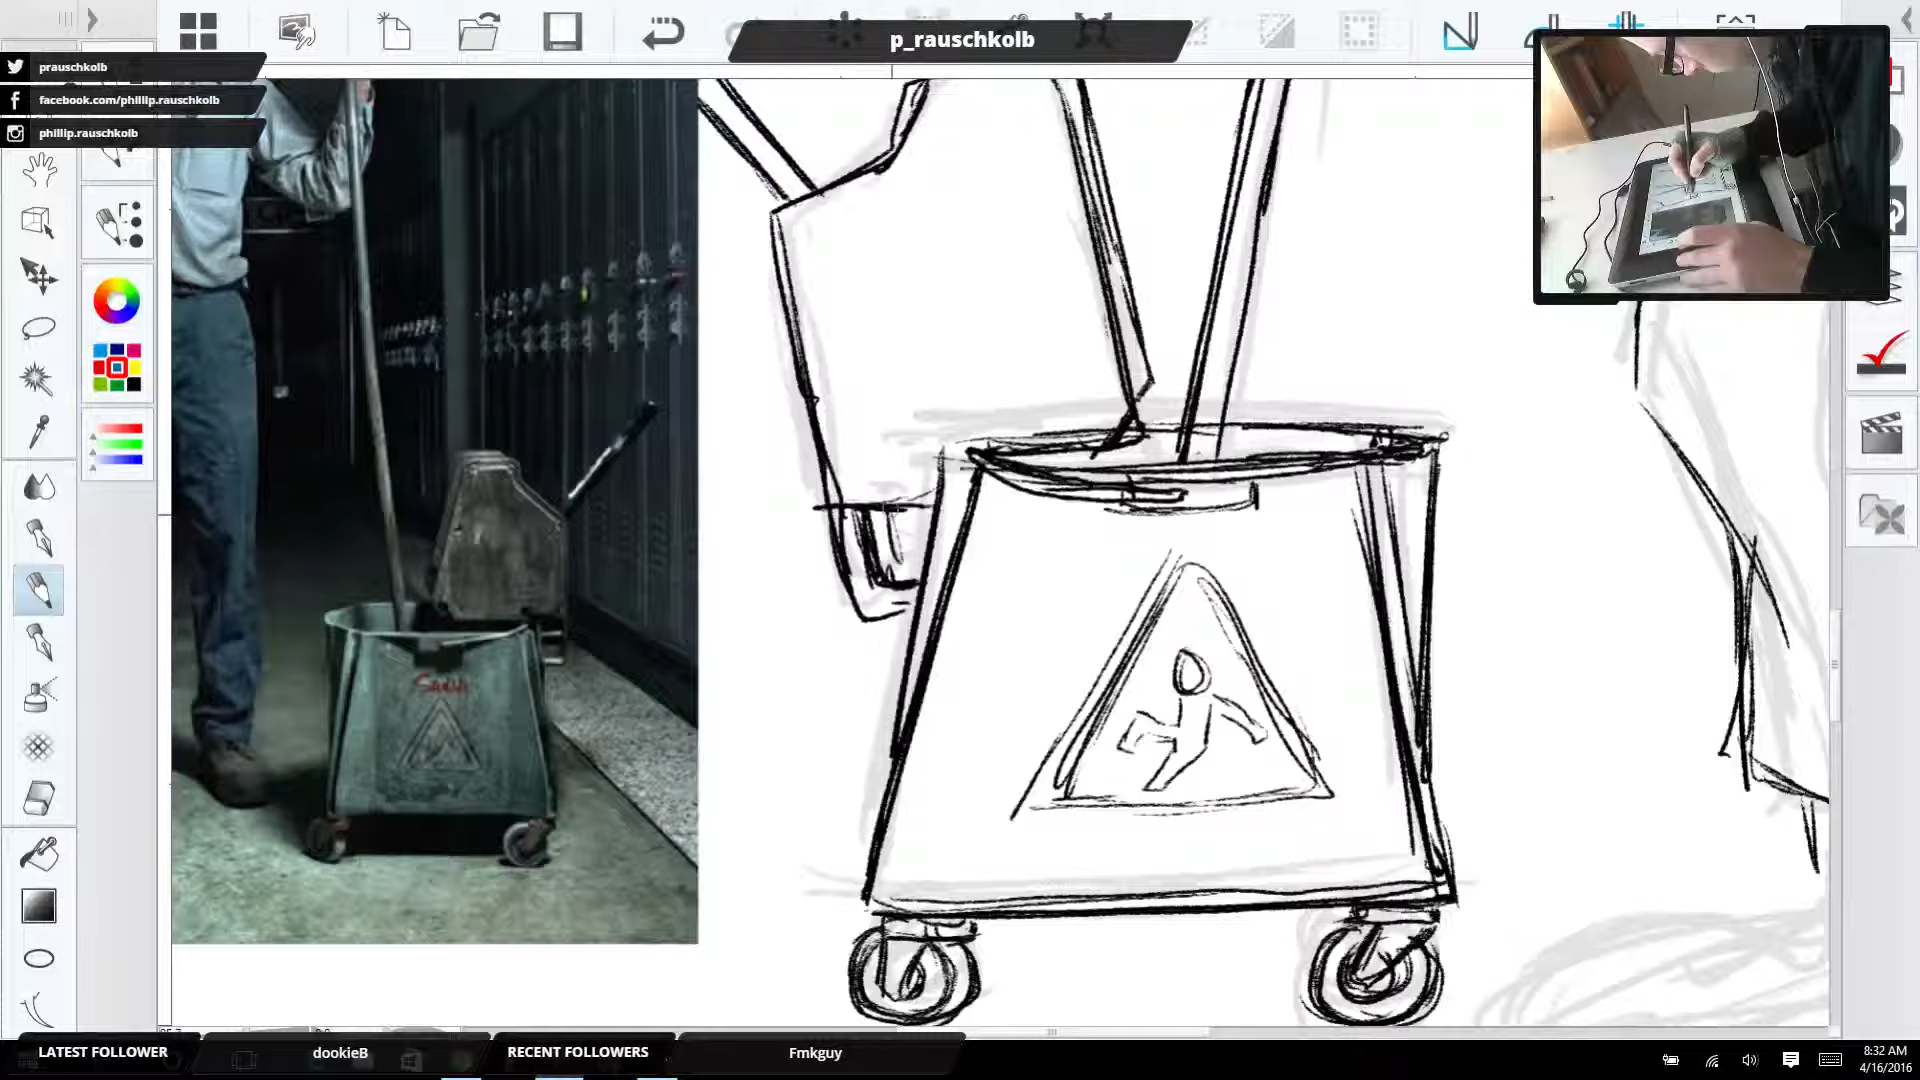 p_rauschkolb
prauschkolb
facebook.com/phillip.rauschkolb
phillip.rauschkolb
LATEST FOLLOWER
dookieB
RECENT FOLLOWERS
Fmkguy
8:32 AM
4/16/2016